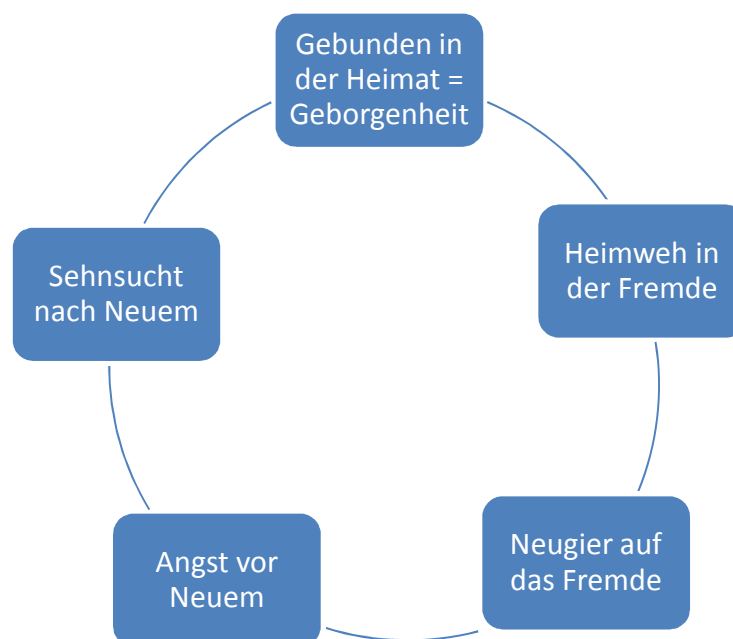 Gebunden in
der Heimat =
Geborgenheit
Heimweh in
der Fremde
Neugier auf
das Fremde
Angst vor
Neuem
Sehnsucht
nach Neuem